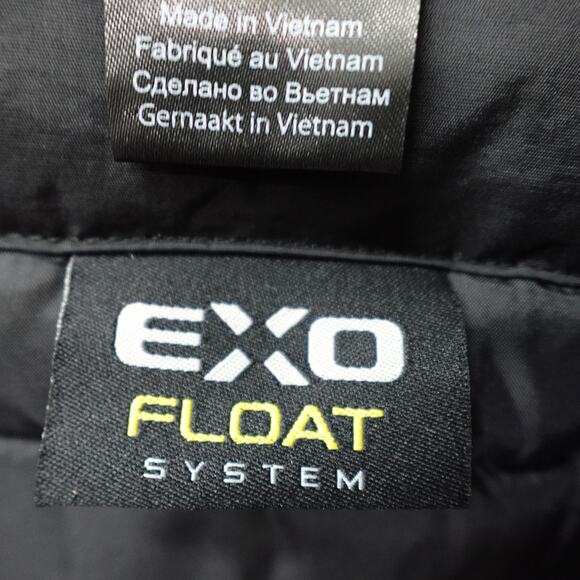 Made in Vietnam
Fabriqué au Vietnam
Сделано во Вьетнам
Gemaakt in Vietnam
EXO
FLOAT
SYSTEM